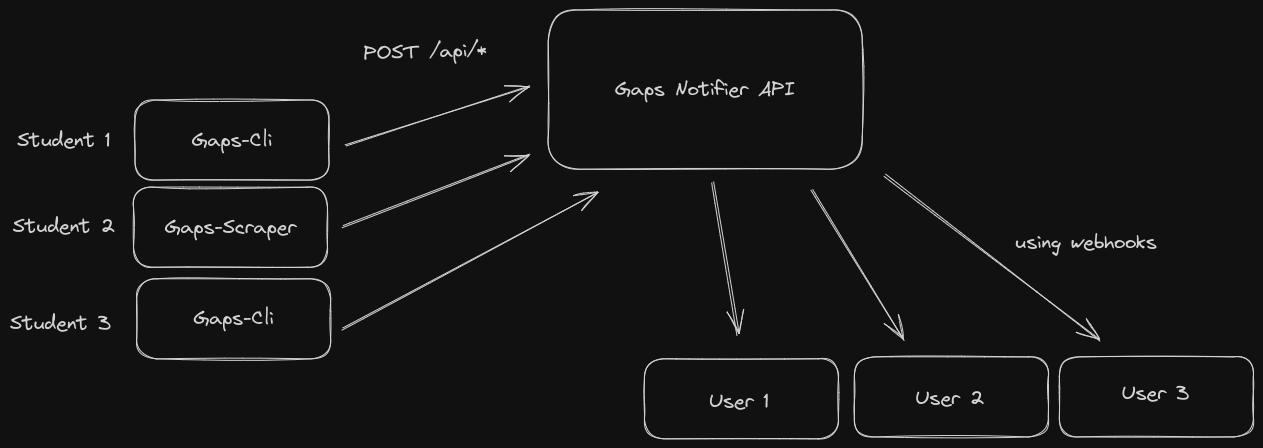 POST /api/*
Gaps Notifier API
Student 1
Gaps-Cli
Student 2
Gaps-Scraper
Student 3
Gaps-Cli
using webhooks
User 1
User 2
User 3